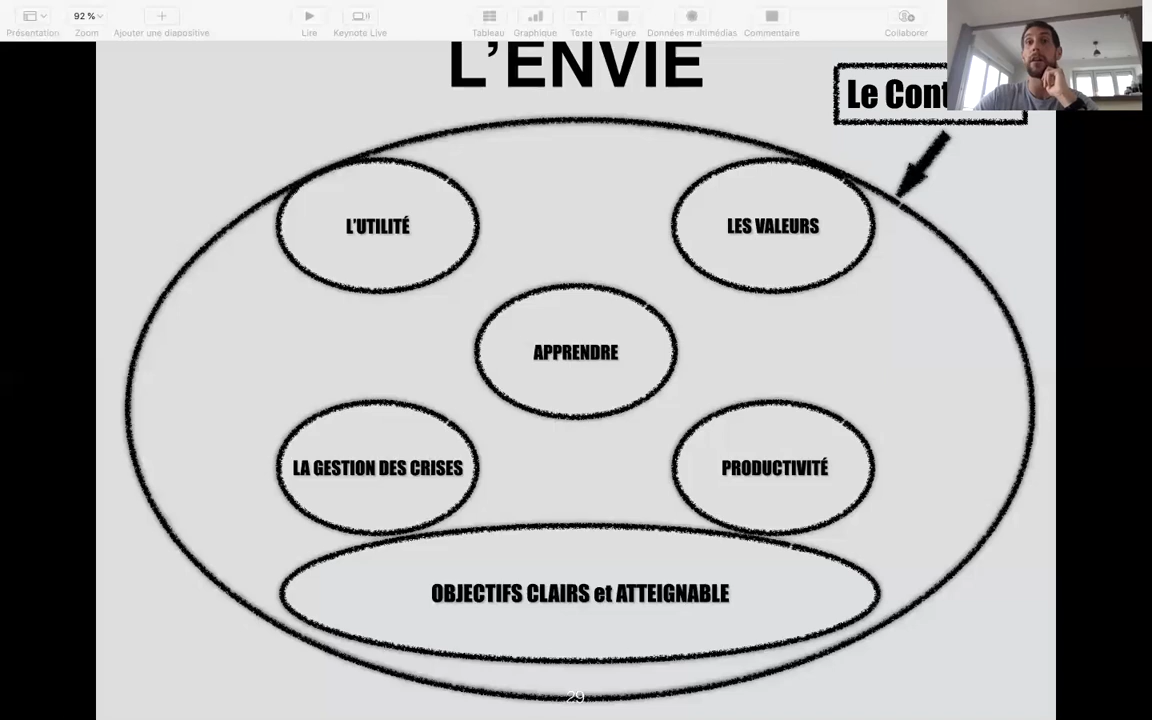 92 %
Présentation Zoom Ajouter une diapositive Lire Keynote Live Tableau Graphique Texte Figure Données multimédias Commentaire Collaborer
L'ENVIE
Le Cont
L'UTILITÉ
LES VALEURS
APPRENDRE
LA GESTION DES CRISES
PRODUCTIVITÉ
OBJECTIFS CLAIRS et ATTEIGNABLE
29